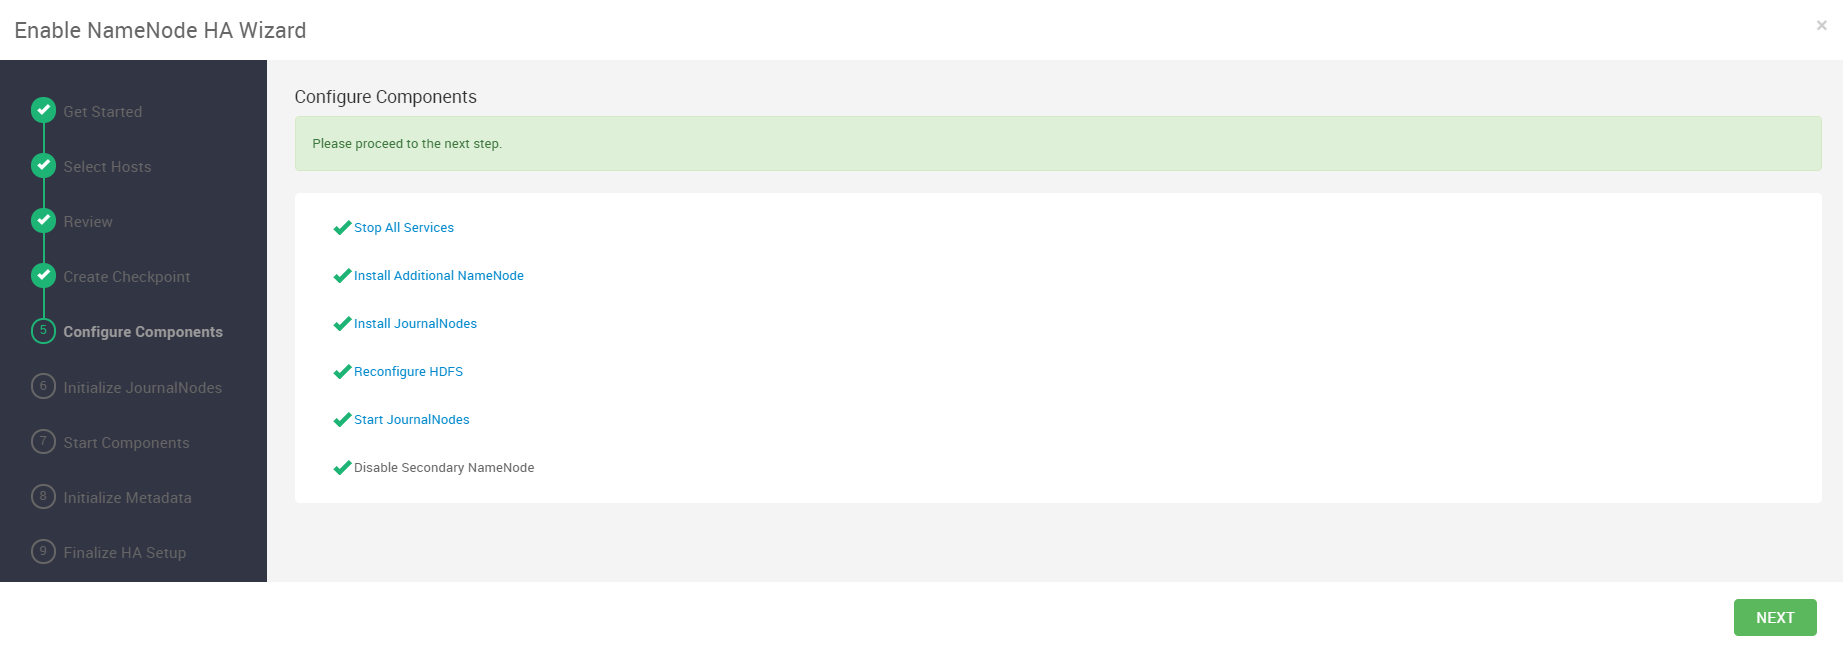 Enable NameNode HA Wizard
×
Get Started
Select Hosts
Review
Create Checkpoint
5 Configure Components
6 Initialize JournalNodes
7 Start Components
8 Initialize Metadata
9 Finalize HA Setup
Configure Components
Please proceed to the next step.
Stop All Services
Install Additional NameNode
Install JournalNodes
Reconfigure HDFS
Start JournalNodes
Disable Secondary NameNode
NEXT